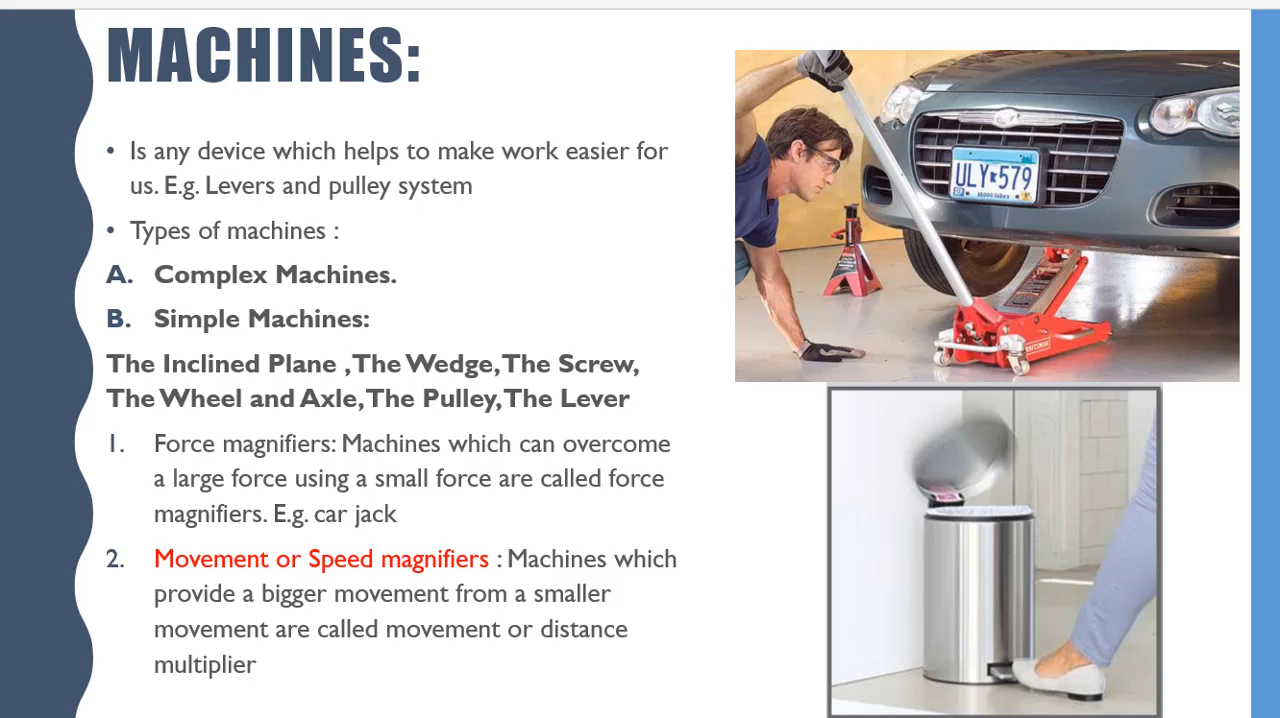 MACHINES:
• Is any device which helps to make work easier for
us. E.g. Levers and pulley system
• Types of machines :
A. Complex Machines.
B. Simple Machines:
The Inclined Plane ,The Wedge,The Screw,
The Wheel and Axle,The Pulley,The Lever
1. Force magnifiers: Machines which can overcome
a large force using a small force are called force
magnifiers. E.g. car jack
2. Movement or Speed magnifiers : Machines which
provide a bigger movement from a smaller
movement are called movement or distance
multiplier
ULY 579